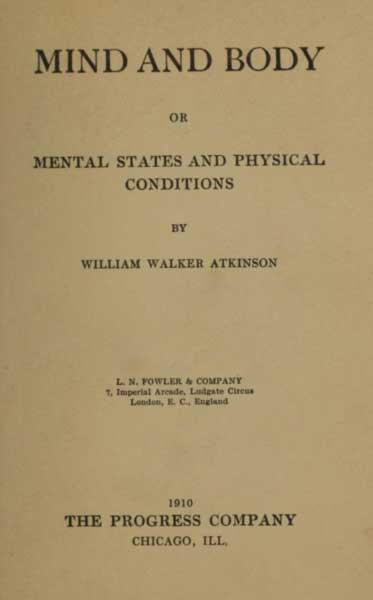 MIND AND BODY
OR
MENTAL STATES AND PHYSICAL
CONDITIONS
BY
WILLIAM WALKER ATKINSON
L. N. FOWLER & COMPANY
7, Imperial Arcade, Ludgate Circus
London, E. C., England
1910
THE PROGRESS COMPANY
CHICAGO, ILL.